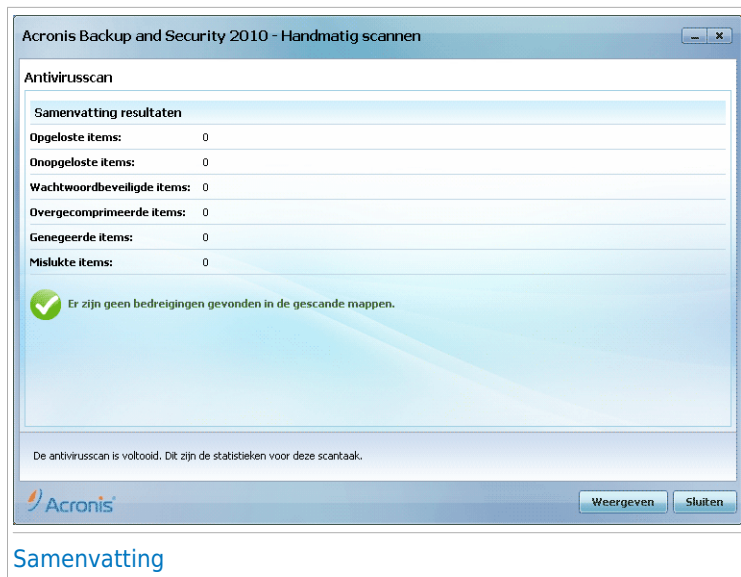 Acronis Backup and Security 2010 - Handmatig scannen
Antivirusscan
Samenvatting resultaten
Opgeloste items: 0
Onopgeloste items: 0
Wachtwoordbeveiligde items: 0
Overgecomprimeerde items: 0
Genegeerde items: 0
Mislukte items: 0
Er zijn geen bedreigingen gevonden in de gescande mappen.
De antivirusscan is voltooid. Dit zijn de statistieken voor deze scantaak.
Acronis
Weergeven Sluiten
Samenvatting